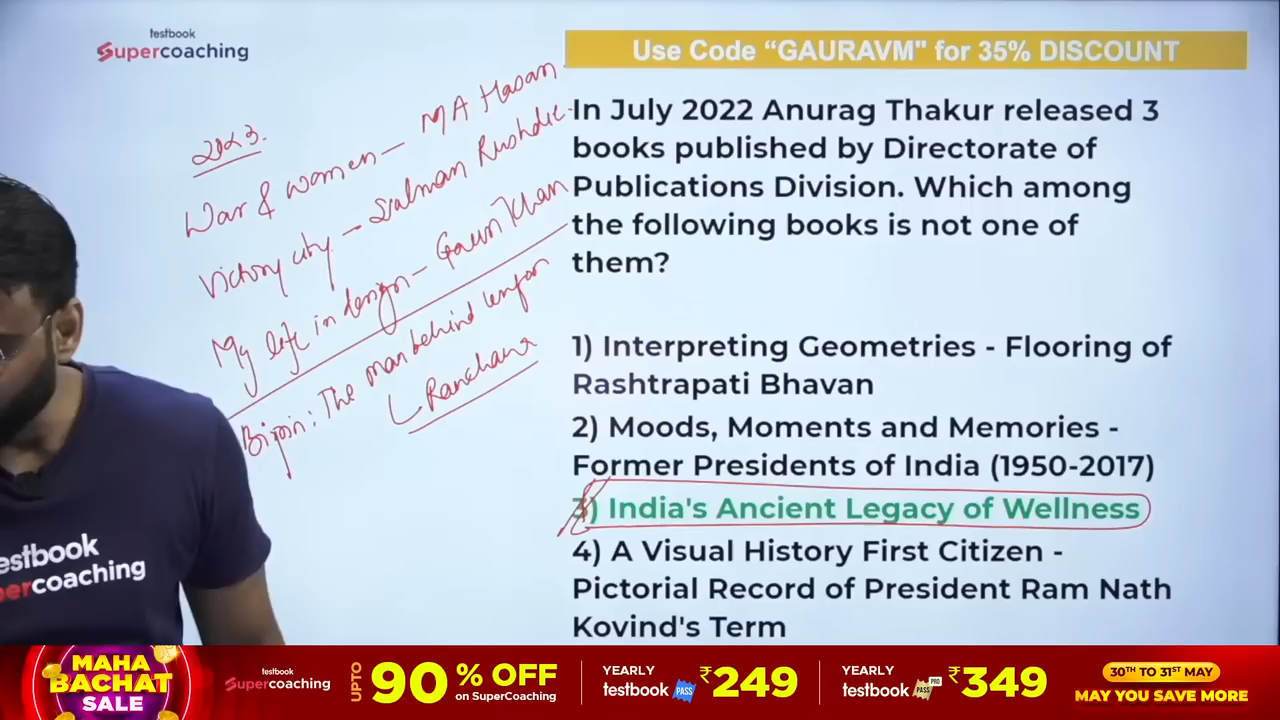 testbook
Supercoaching
Use Code “GAURAVM" for 35% DISCOUNT
2023.
War & women - MA Hasan
Victory city - Salman Rushdie
My life in design - Gauri Khan
Bipin: The man behind
In July 2022 Anurag Thakur released 3
books published by Directorate of
Publications Division. Which among
the following books is not one of
them?
1) Interpreting Geometries - Flooring of
Rashtrapati Bhavan
2) Moods, Moments and Memories -
Former Presidents of India (1950-2017)
3) India's Ancient Legacy of Wellness
4) A Visual History First Citizen -
Pictorial Record of President Ram Nath
Kovind's Term
estbook
percoaching
MAHA
BACHAT
SALE
testbook
Supercoaching
UPTO 90% OFF
on SuperCoaching
YEARLY
testbook PASS ₹249
YEARLY
testbook PASS PRO ₹349
30TH TO 31ST MAY
MAY YOU SAVE MORE